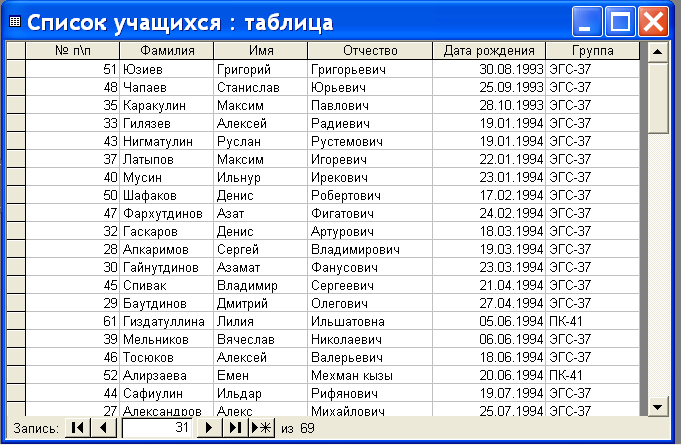 Список учащихся : таблица
№ п\п Фамилия Имя Отчество Дата рождения Группа
51 Юзиев Григорий Григорьевич 30.08.1993 ЭГС-37
48 Чапаев Станислав Юрьевич 25.09.1993 ЭГС-37
35 Каракулин Максим Павлович 28.10.1993 ЭГС-37
33 Гилязев Алексей Радиевич 19.01.1994 ЭГС-37
43 Нигматулин Руслан Рустемович 19.01.1994 ЭГС-37
37 Латыпов Максим Игоревич 22.01.1994 ЭГС-37
40 Мусин Ильнур Ирекович 23.01.1994 ЭГС-37
50 Шафаков Денис Робертович 17.02.1994 ЭГС-37
47 Фархутдинов Азат Фигатович 24.02.1994 ЭГС-37
32 Гаскаров Денис Артурович 18.03.1994 ЭГС-37
28 Апкаримов Сергей Владимирович 19.03.1994 ЭГС-37
30 Гайнутдинов Азамат Фанусович 23.03.1994 ЭГС-37
45 Спивак Владимир Сергеевич 21.04.1994 ЭГС-37
29 Баутдинов Дмитрий Олегович 27.04.1994 ЭГС-37
61 Гиздатуллина Лилия Ильшатовна 05.06.1994 ПК-41
39 Мельников Вячеслав Николаевич 06.06.1994 ЭГС-37
46 Тосюков Алексей Валерьевич 18.06.1994 ЭГС-37
52 Алирзаева Емен Мехман кызы 20.06.1994 ПК-41
44 Сафиулин Ильдар Рифянович 19.07.1994 ЭГС-37
27 Александров Алекс Михайлович 25.07.1994 ЭГС-37
Запись: 31 из 69